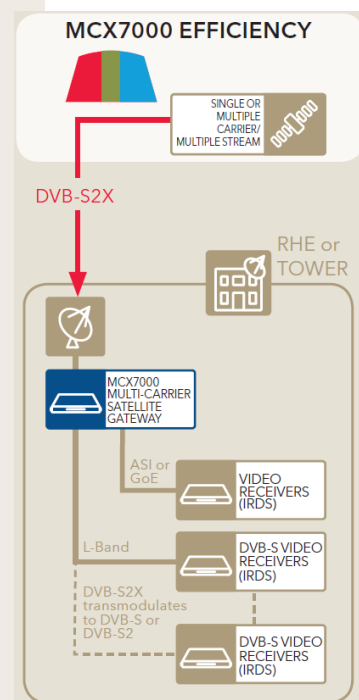 MCX7000 EFFICIENCY
SINGLE OR
MULTIPLE
CARRIER/
MULTIPLE STREAM
DVB-S2X
RHE or
TOWER
MCX7000
MULTI-CARRIER
SATELLITE
GATEWAY
ASI or
GoE
VIDEO
RECEIVERS
(IRDS)
L-Band
DVB-S VIDEO
RECEIVERS
(IRDS)
DVB-S2X
transmodulates
to DVB-S or
DVB-S2
DVB-S VIDEO
RECEIVERS
(IRDS)